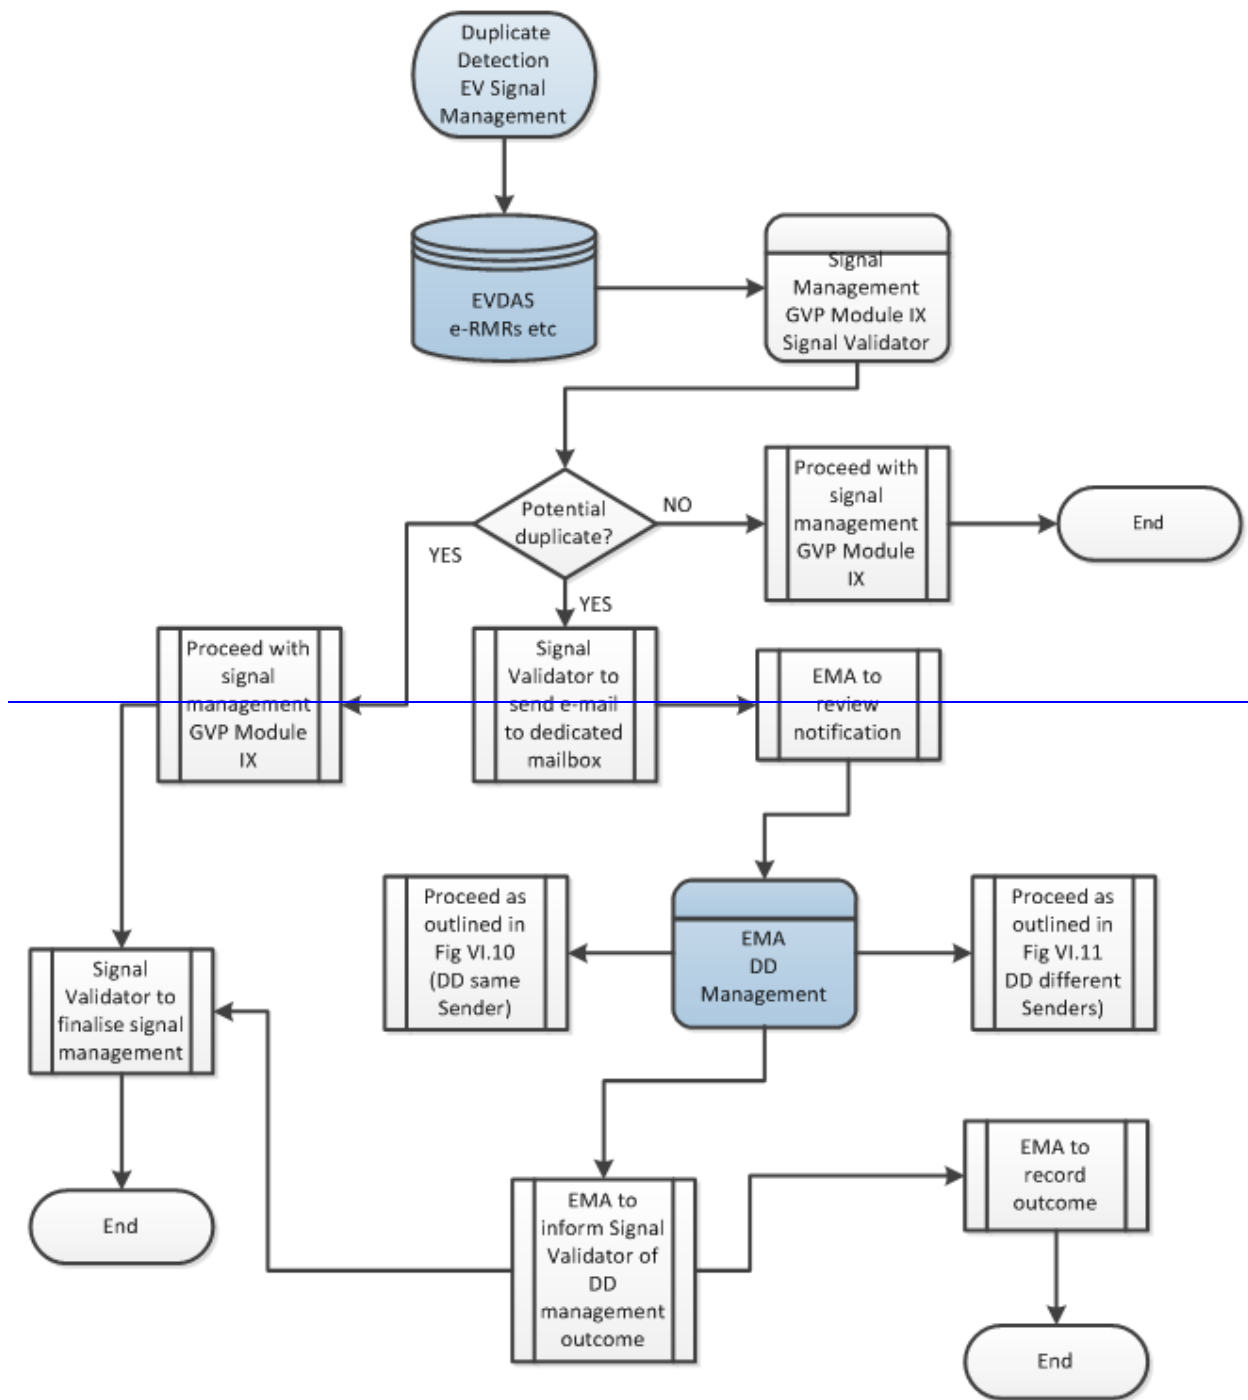 Duplicate
Detection
EV Signal
Management
EVDAS
e-RMRs etc
Signal
Management
GVP Module IX
Signal Validator
Potential
duplicate?
NO
YES
YES
Proceed with
signal
management
GVP Module
IX
End
Proceed with
signal
management
GVP Module
IX
Signal
Validator to
send e-mail
to dedicated
mailbox
EMA to
review
notification
Proceed as
outlined in
Fig VI.10
(DD same
Sender)
EMA
DD
Management
Proceed as
outlined in
Fig VI.11
DD different
Senders)
Signal
Validator to
finalise signal
management
End
EMA to
inform Signal
Validator of
DD
management
outcome
EMA to
record
outcome
End